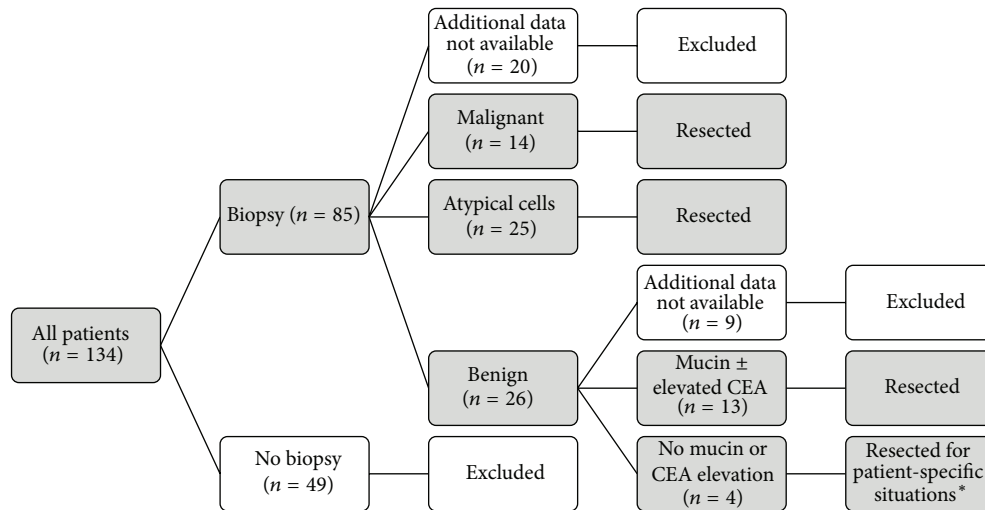 Additional data
not available
(n = 20)
Excluded
Malignant
(n = 14)
Resected
Biopsy (n = 85)
Atypical cells
(n = 25)
Resected
Additional data
not available
(n = 9)
Excluded
All patients
(n = 134)
Benign
(n = 26)
Mucin ±
elevated CEA
(n = 13)
Resected
No biopsy
(n = 49)
Excluded
No mucin or
CEA elevation
(n = 4)
Resected for
patient-specific
situations*